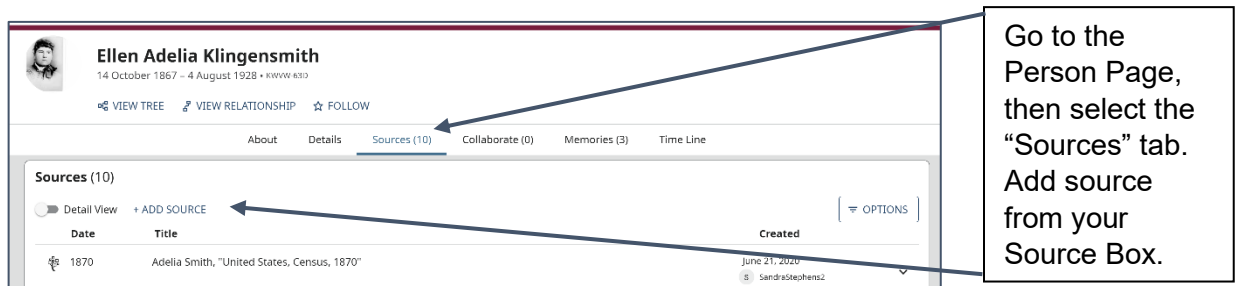 Ellen Adelia Klingensmith
14 October 1867 – 4 August 1928 • KWVW-63D
VIEW TREE VIEW RELATIONSHIP FOLLOW
About Details Sources (10) Collaborate (0) Memories (3) Time Line
Sources (10)
Detail View + ADD SOURCE OPTIONS
Date Title Created
1870 Adelia Smith, "United States, Census, 1870" June 21, 2020
S SandraStephens2
Go to the
Person Page,
then select the
“Sources” tab.
Add source
from your
Source Box.